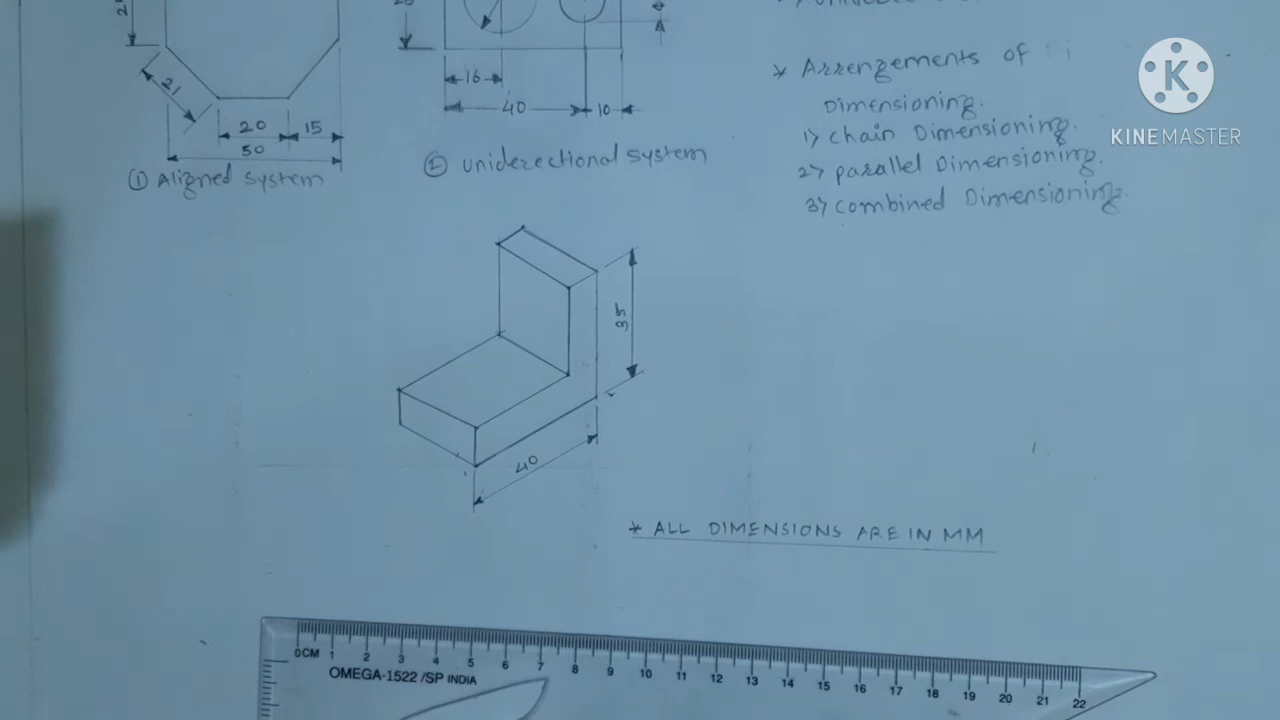 21
20
15
50
① Aligned System
16
40
10
② Uniderectional System
* Arrengements of
Dimensioning.
1) chain Dimensioning.
2) parallel Dimensioning.
3) combined Dimensioning.
KINEMASTER
35
40
* ALL DIMENSIONS ARE IN MM
0CM 1 2 3 4 5 6 7 8 9 10 11 12 13 14 15 16 17 18 19 20 21 22
OMEGA-1522 /SP INDIA